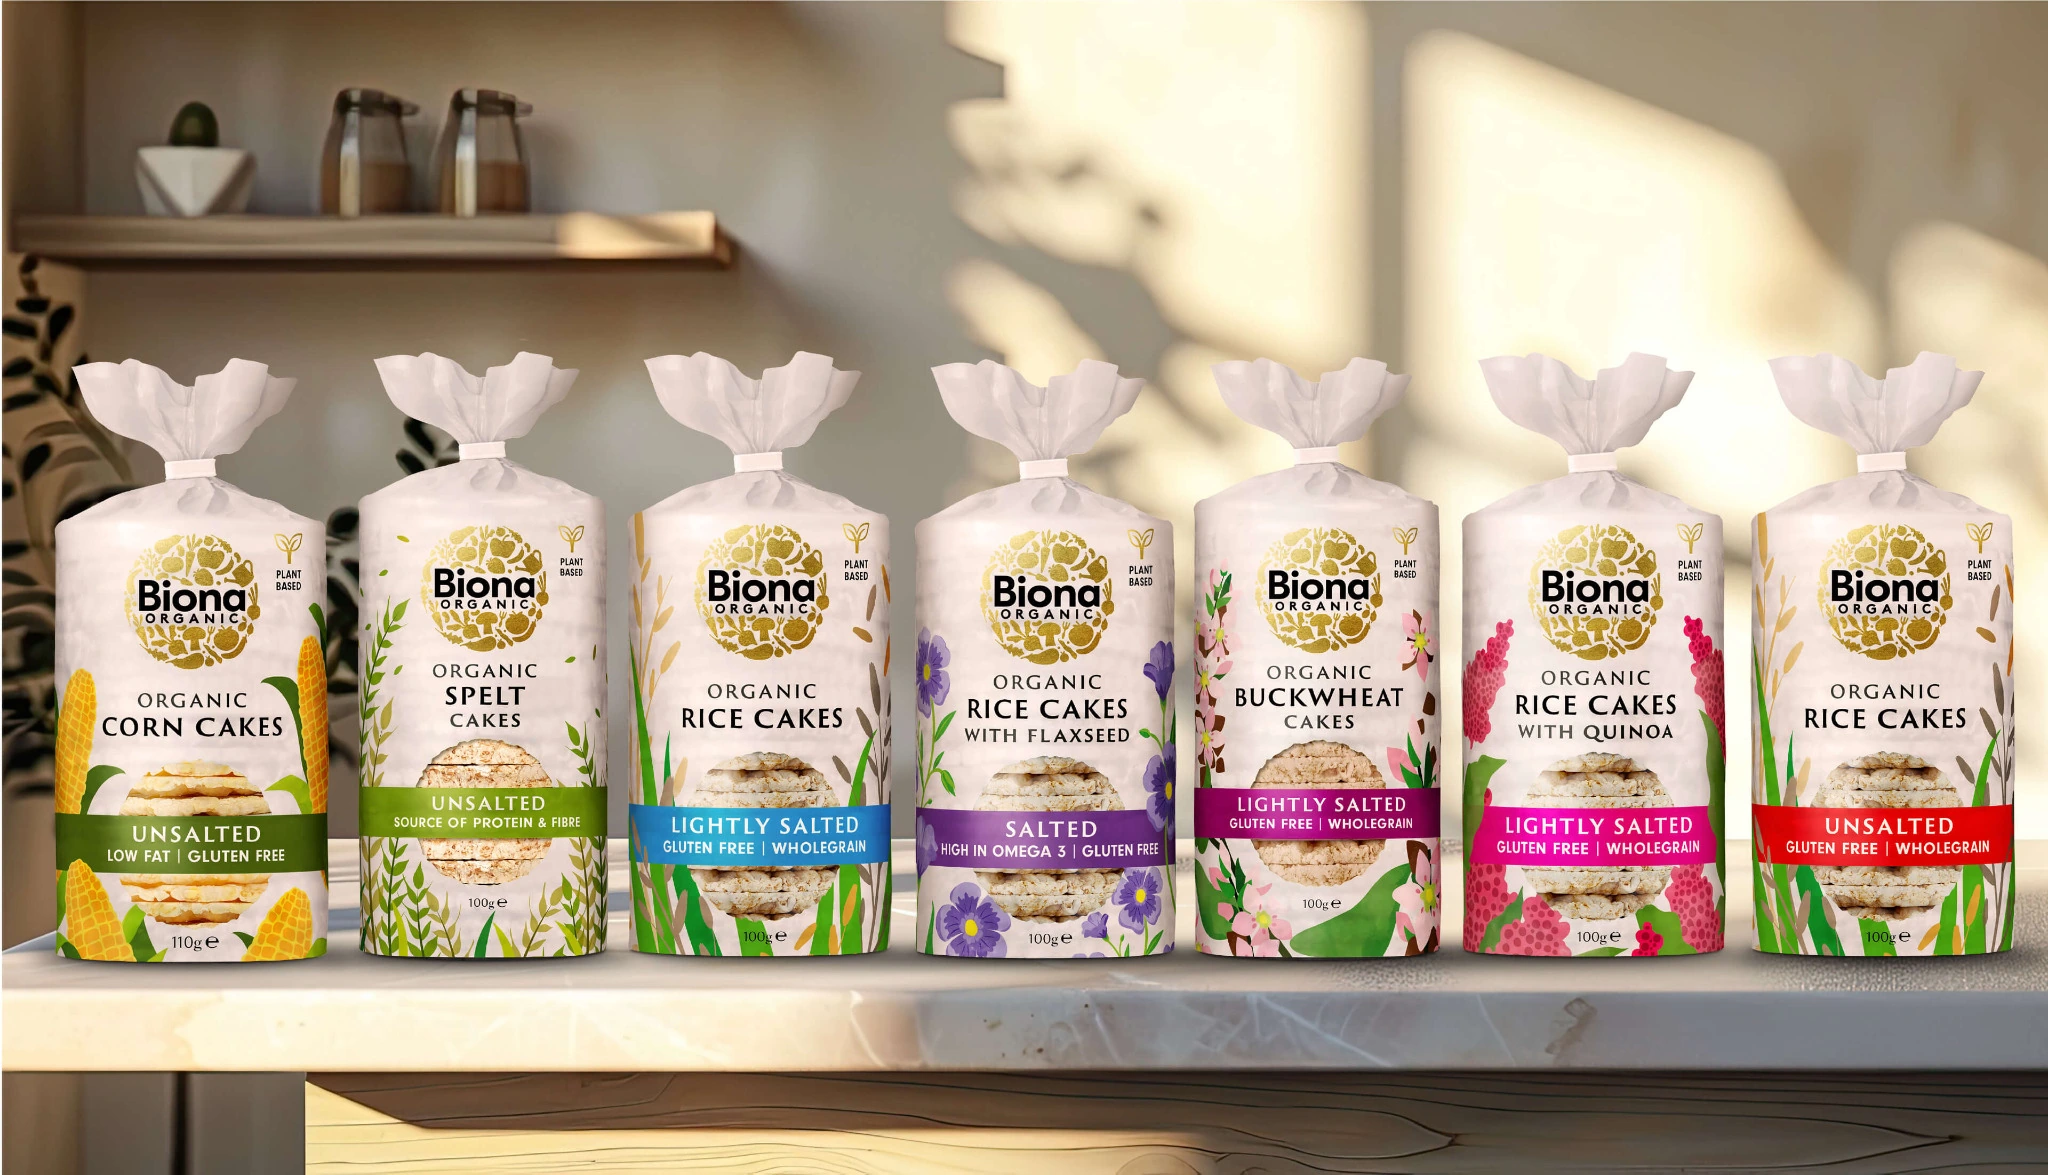 Biona
ORGANIC
PLANT
BASED
ORGANIC
CORN CAKES
UNSALTED
LOW FAT | GLUTEN FREE
110g e
Biona
ORGANIC
PLANT
BASED
ORGANIC
SPELT
CAKES
UNSALTED
SOURCE OF PROTEIN & FIBRE
100g e
Biona
ORGANIC
PLANT
BASED
ORGANIC
RICE CAKES
LIGHTLY SALTED
GLUTEN FREE | WHOLEGRAIN
100g e
Biona
ORGANIC
PLANT
BASED
ORGANIC
RICE CAKES
WITH FLAXSEED
SALTED
HIGH IN OMEGA 3 | GLUTEN FREE
100g e
Biona
ORGANIC
PLANT
BASED
ORGANIC
BUCKWHEAT
CAKES
LIGHTLY SALTED
GLUTEN FREE | WHOLEGRAIN
100g e
Biona
ORGANIC
PLANT
BASED
ORGANIC
RICE CAKES
WITH QUINOA
LIGHTLY SALTED
GLUTEN FREE | WHOLEGRAIN
100g e
Biona
ORGANIC
PLANT
BASED
ORGANIC
RICE CAKES
UNSALTED
GLUTEN FREE | WHOLEGRAIN
100g e